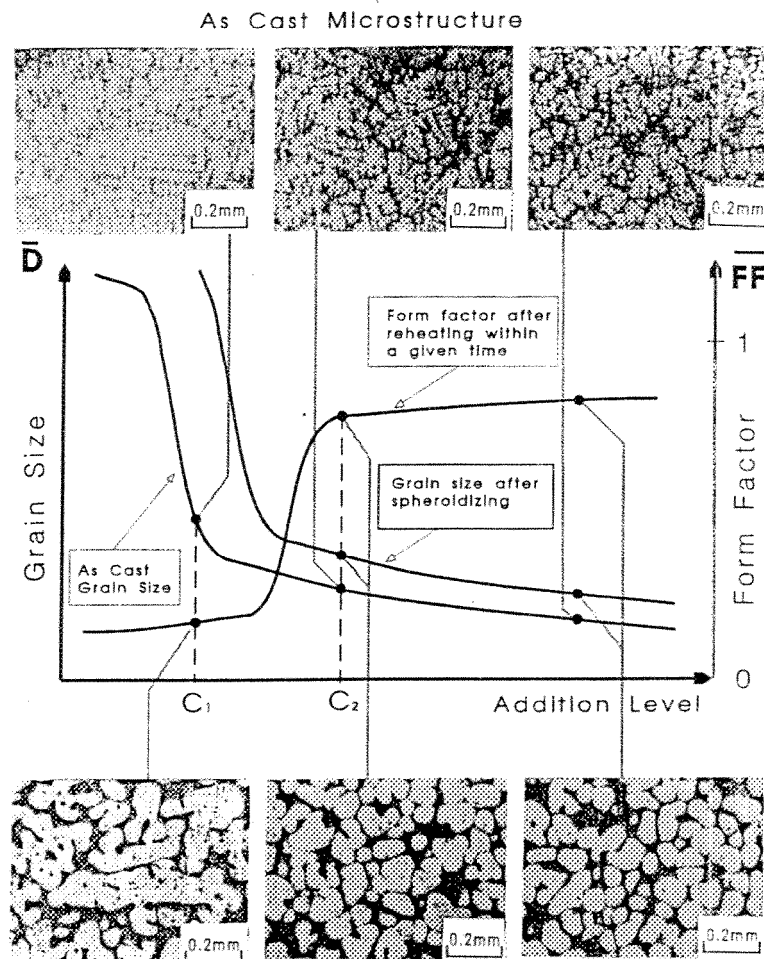 As Cast Microstructure
0.2mm
0.2mm
0.2mm
D̅
F̅F̅
Form factor after
reheating within
a given time
1
Grain Size
Form Factor
Grain size after
spheroidizing
As Cast
Grain Size
0
C₁
C₂
Addition Level
0.2mm
0.2mm
0.2mm